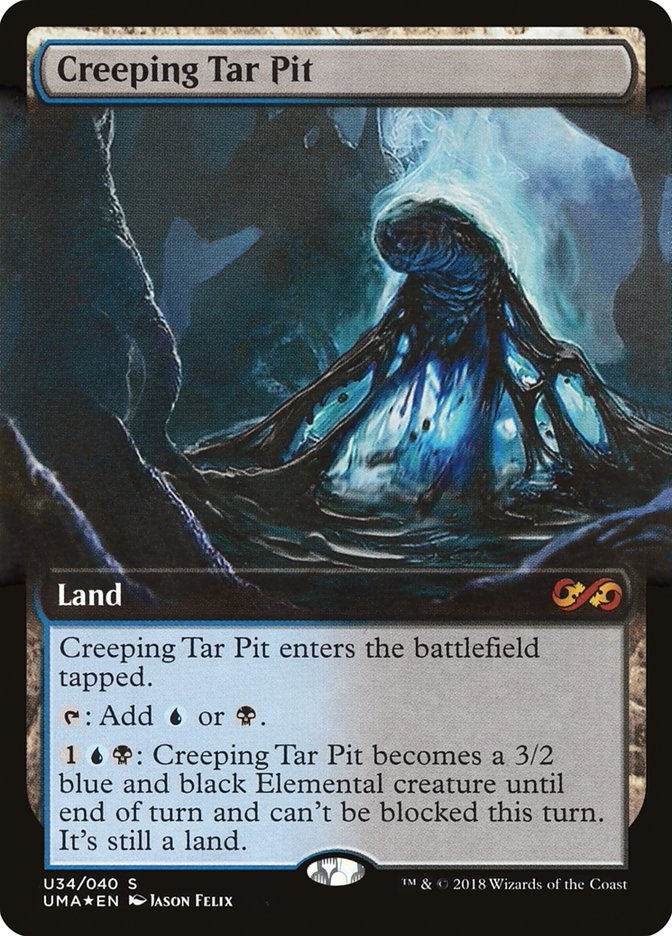 Creeping Tar Pit
Land
Creeping Tar Pit enters the battlefield
tapped.
: Add or .
1 : Creeping Tar Pit becomes a 3/2
blue and black Elemental creature until
end of turn and can't be blocked this turn.
It's still a land.
U34/040 S
™ & © 2018 Wizards of the Coast
UMA★EN Jason Felix